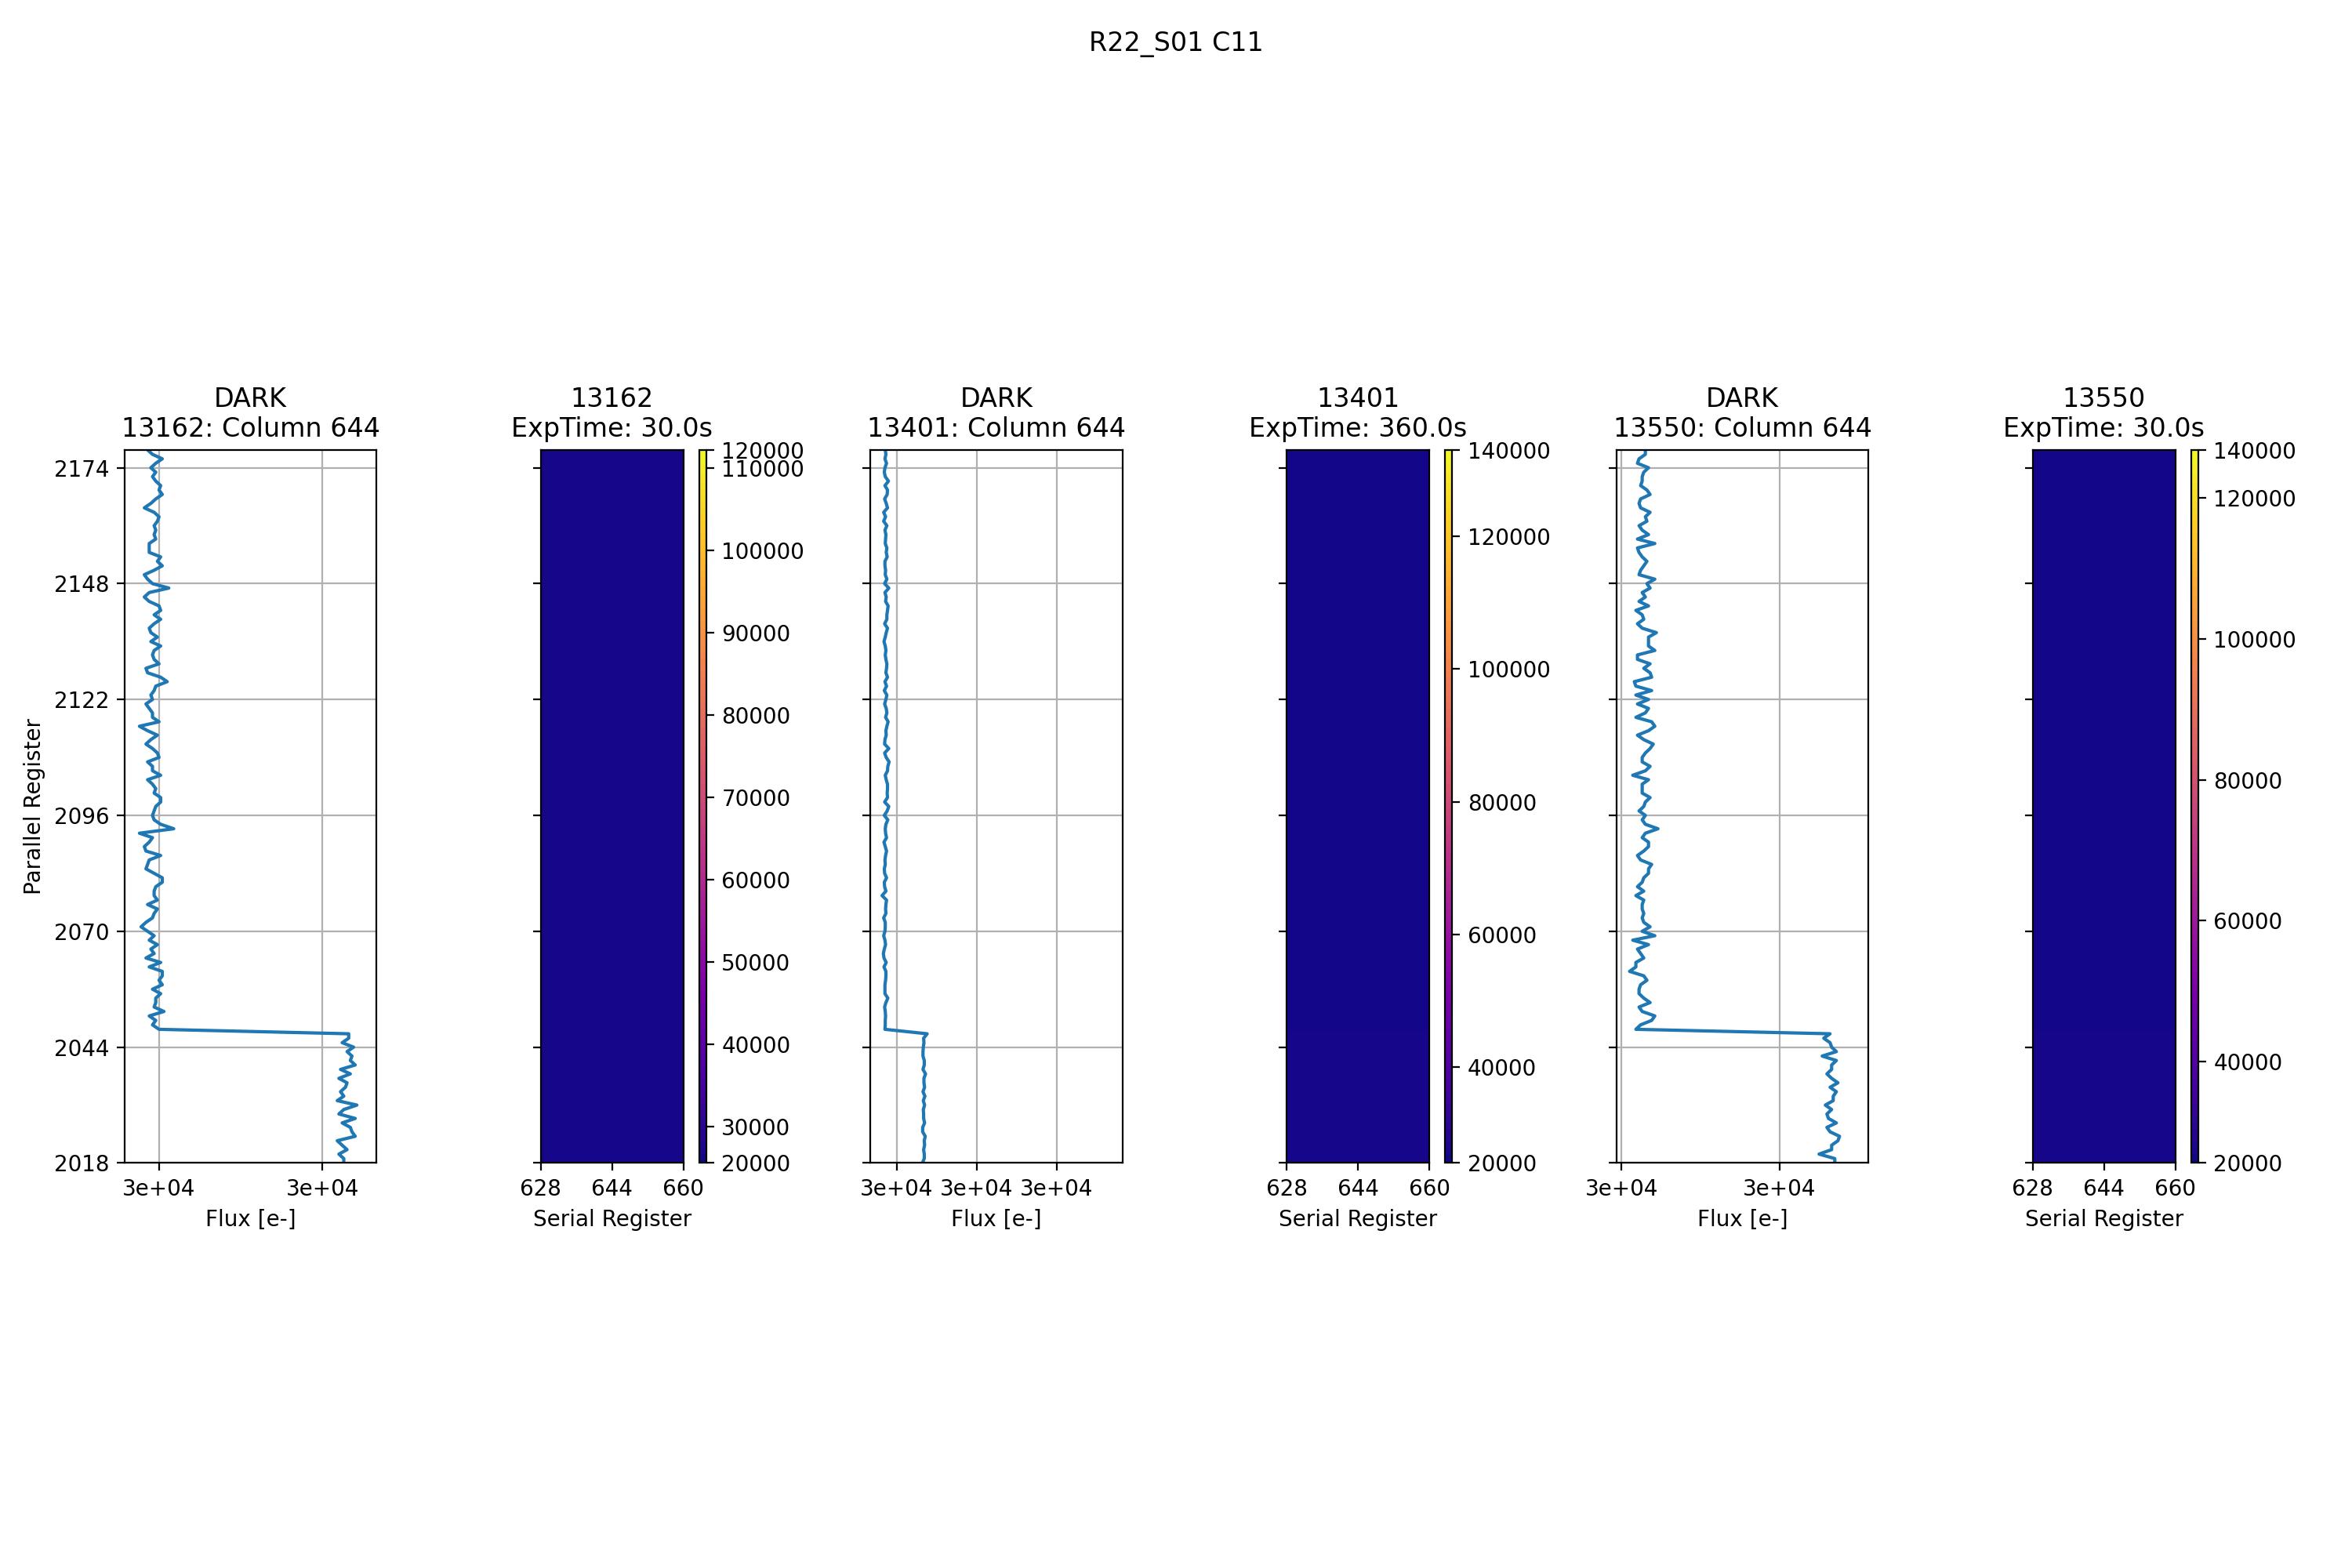 R22_S01 C11
DARK
13162: Column 644
13162
ExpTime: 30.0s
DARK
13401: Column 644
13401
ExpTime: 360.0s
DARK
13550: Column 644
13550
ExpTime: 30.0s
Parallel Register
2174
2148
2122
2096
2070
2044
2018
3e+04 3e+04
Flux [e-]
120000
110000
100000
90000
80000
70000
60000
50000
40000
30000
20000
628 644 660
Serial Register
3e+04 3e+04 3e+04
Flux [e-]
140000
120000
100000
80000
60000
40000
20000
628 644 660
Serial Register
3e+04 3e+04
Flux [e-]
140000
120000
100000
80000
60000
40000
20000
628 644 660
Serial Register